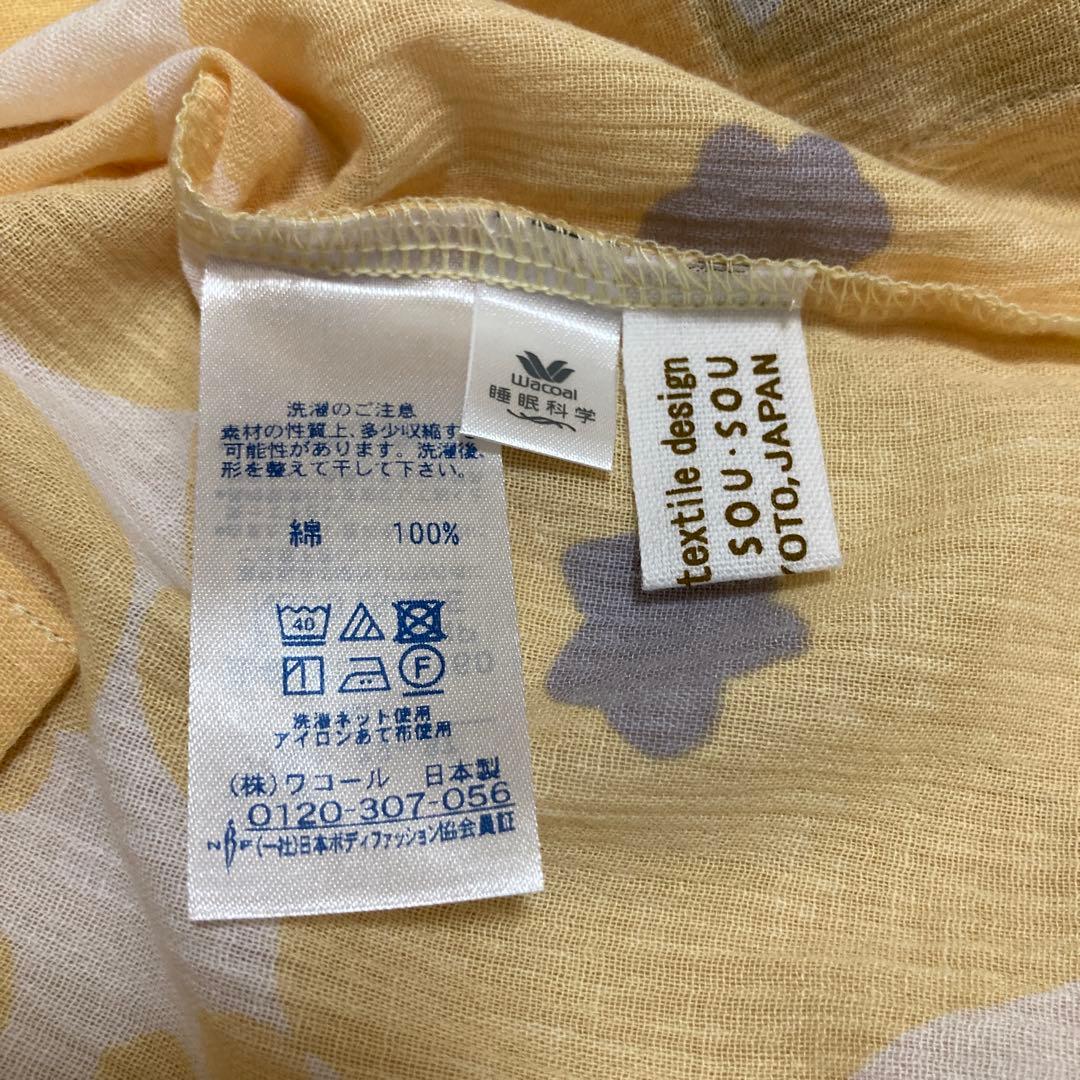 洗濯のご注意
素材の性質上、多少収縮する
可能性があります。洗濯後、
形を整えて干して下さい。
綿 100%
40
F
洗濯ネット使用
アイロンあて布使用
(株)ワコール 日本製
0120-307-056
NBF (一社)日本ボディファッション協会会員証
Wacoal
睡眠科学
textile design
SOU・SOU
YOTO,JAPAN